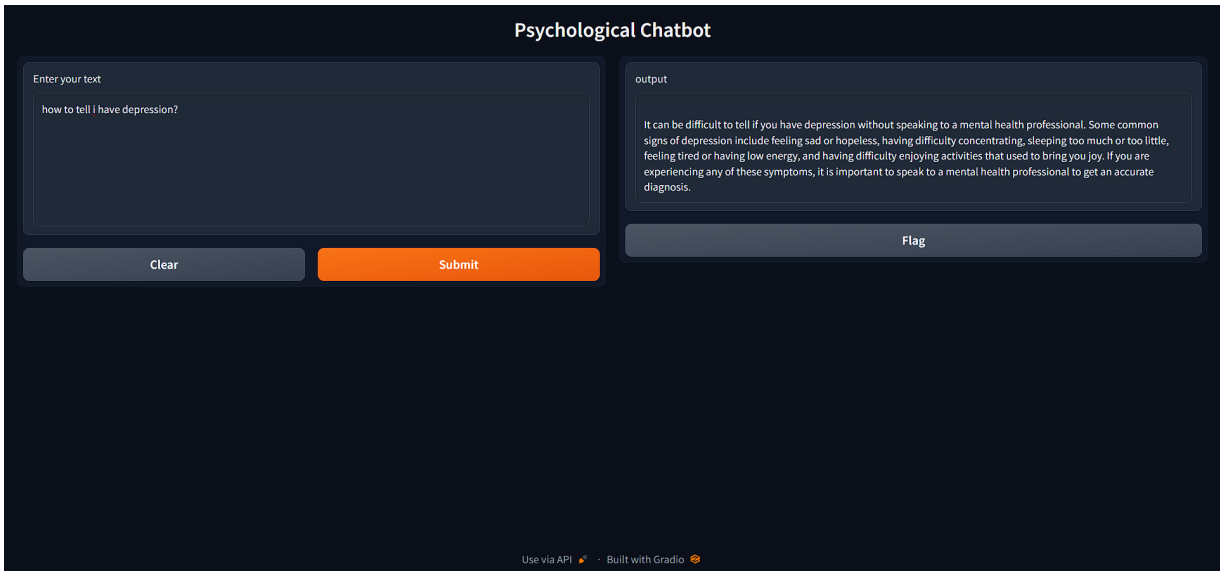 Psychological Chatbot
Enter your text
how to tell i have depression?
Clear
Submit
output
It can be difficult to tell if you have depression without speaking to a mental health professional. Some common
signs of depression include feeling sad or hopeless, having difficulty concentrating, sleeping too much or too little,
feeling tired or having low energy, and having difficulty enjoying activities that used to bring you joy. If you are
experiencing any of these symptoms, it is important to speak to a mental health professional to get an accurate
diagnosis.
Flag
Use via API · Built with Gradio